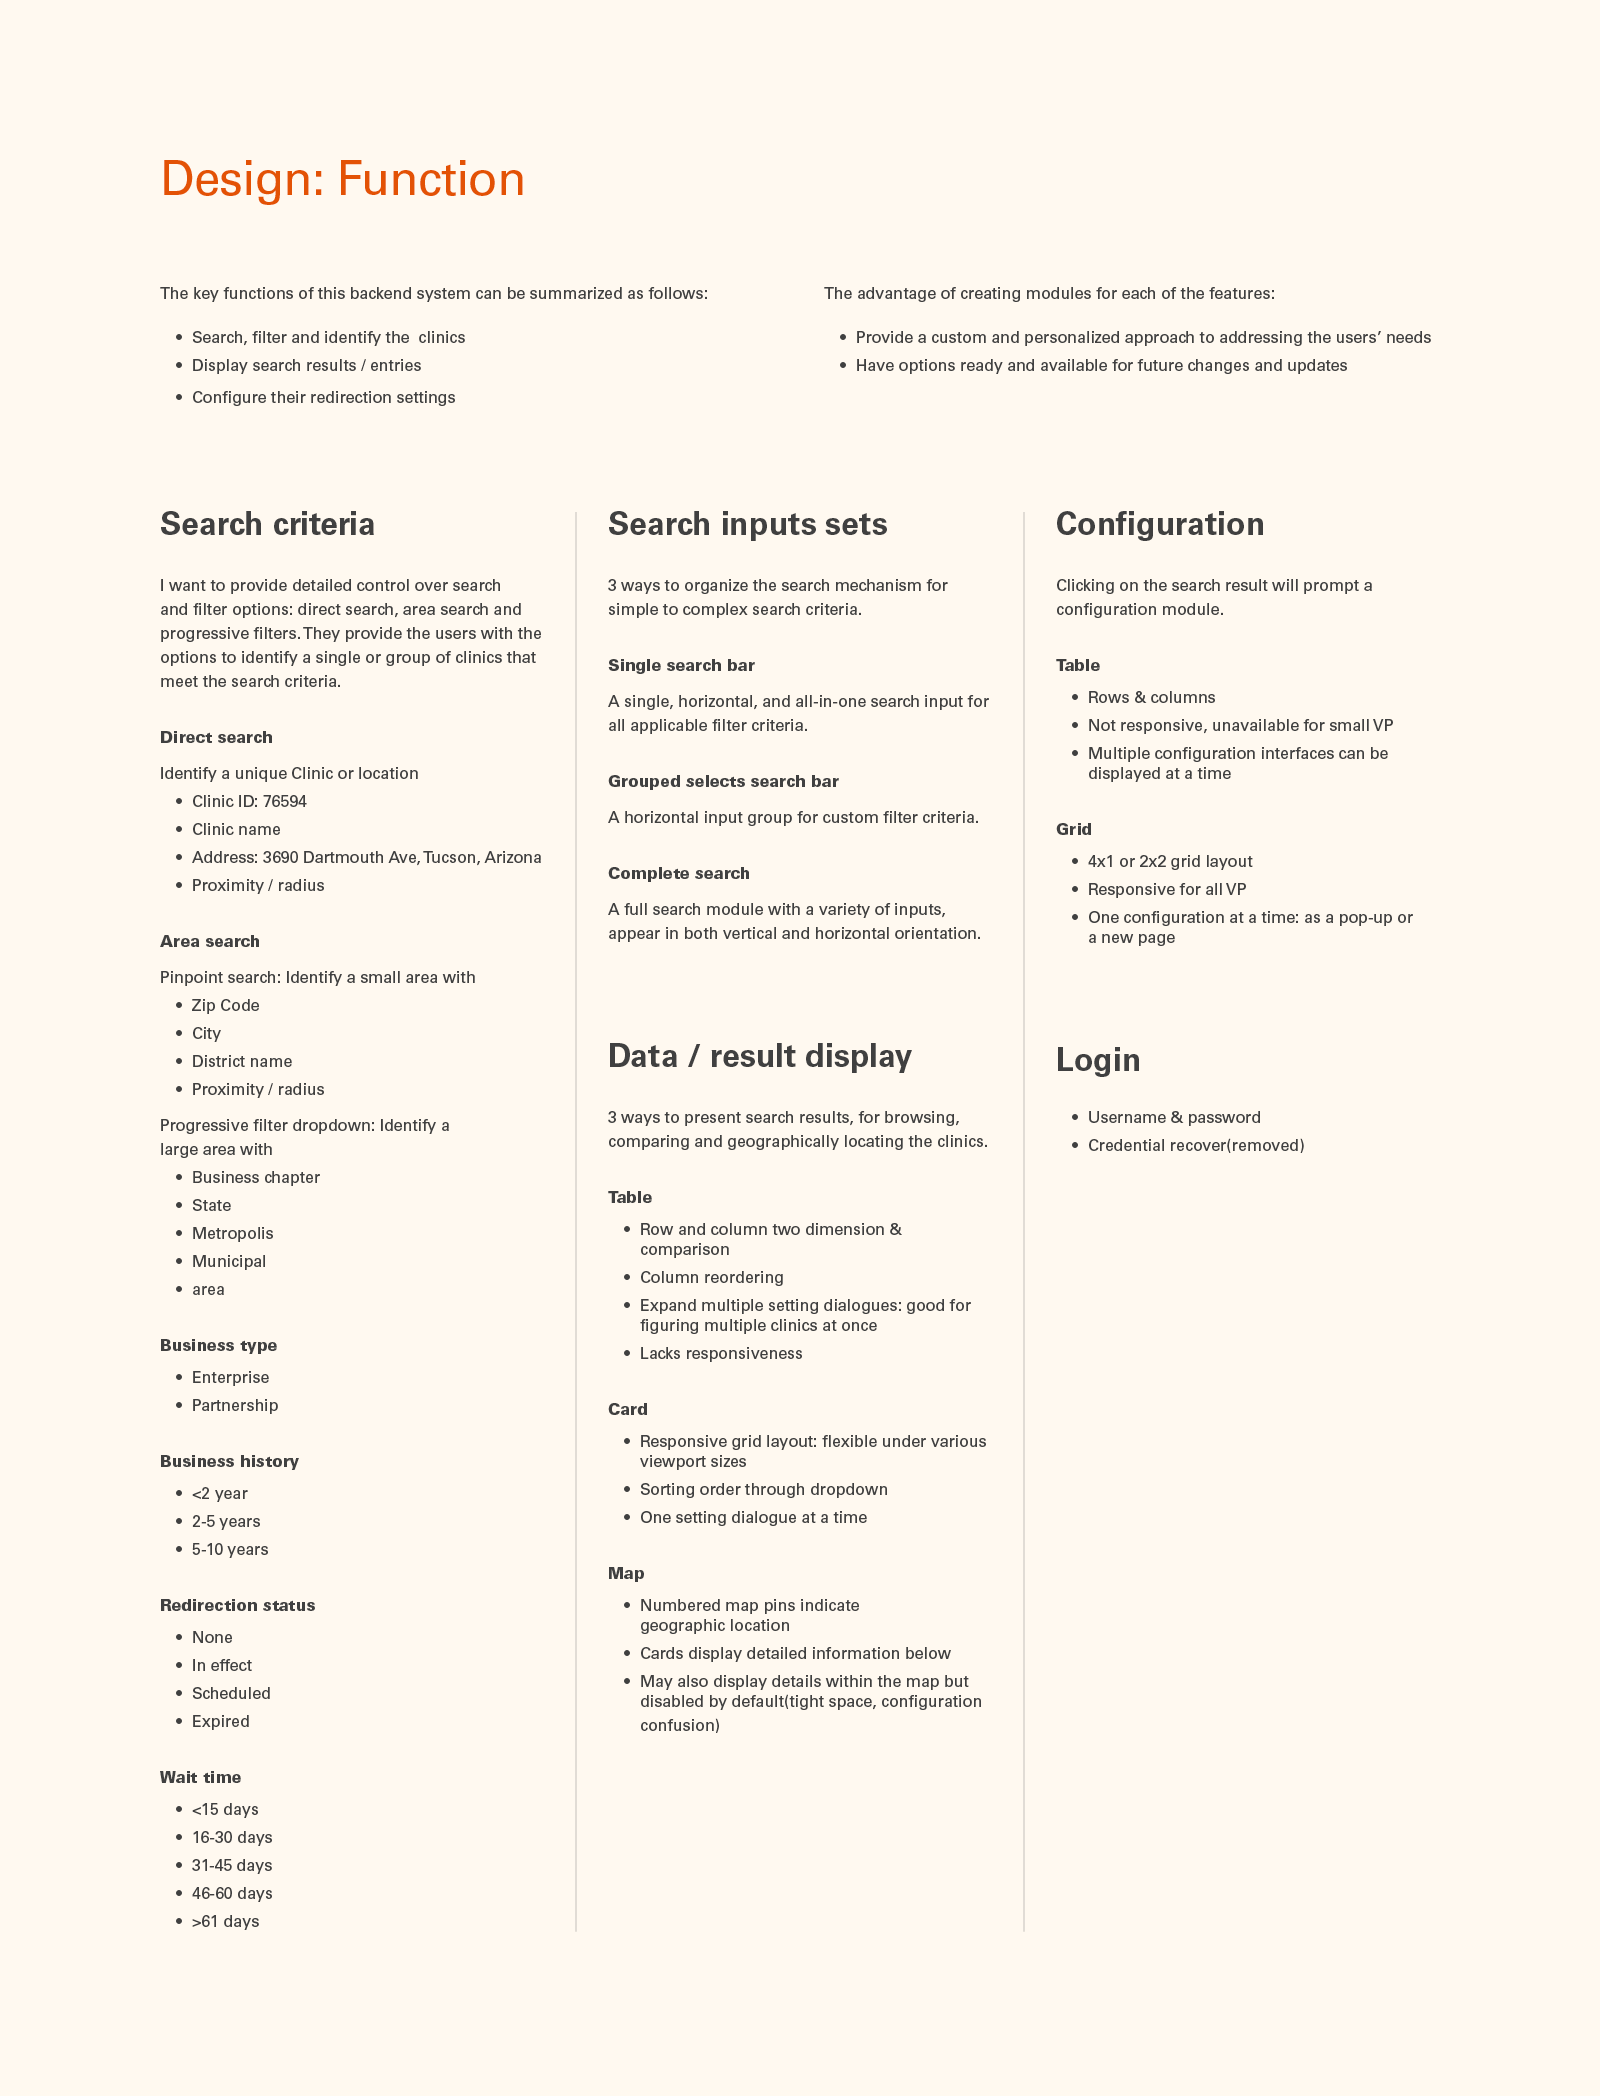 Design: Function
The key functions of this backend system can be summarized as follows:
• Search, filter and identify the  clinics
• Display search results / entries
• Configure their redirection settings
The advantage of creating modules for each of the features:
• Provide a custom and personalized approach to addressing the users’ needs
• Have options ready and available for future changes and updates
Search criteria
I want to provide detailed control over search
and filter options: direct search, area search and
progressive filters. They provide the users with the
options to identify a single or group of clinics that
meet the search criteria.
Direct search
Identify a unique Clinic or location
• Clinic ID: 76594
• Clinic name
• Address: 3690 Dartmouth Ave, Tucson, Arizona
• Proximity / radius
Area search
Pinpoint search: Identify a small area with
• Zip Code
• City
• District name
• Proximity / radius
Progressive filter dropdown: Identify a
large area with
• Business chapter
• State
• Metropolis
• Municipal
• area
Business type
• Enterprise
• Partnership
Business history
• <2 year
• 2-5 years
• 5-10 years
Redirection status
• None
• In effect
• Scheduled
• Expired
Wait time
• <15 days
• 16-30 days
• 31-45 days
• 46-60 days
• >61 days
Search inputs sets
3 ways to organize the search mechanism for
simple to complex search criteria.
Single search bar
A single, horizontal, and all-in-one search input for
all applicable filter criteria.
Grouped selects search bar
A horizontal input group for custom filter criteria.
Complete search
A full search module with a variety of inputs,
appear in both vertical and horizontal orientation.
Data / result display
3 ways to present search results, for browsing,
comparing and geographically locating the clinics.
Table
• Row and column two dimension &
comparison
• Column reordering
• Expand multiple setting dialogues: good for
figuring multiple clinics at once
• Lacks responsiveness
Card
• Responsive grid layout: flexible under various
viewport sizes
• Sorting order through dropdown
• One setting dialogue at a time
Map
• Numbered map pins indicate
geographic location
• Cards display detailed information below
• May also display details within the map but
disabled by default(tight space, configuration
confusion)
Configuration
Clicking on the search result will prompt a
configuration module.
Table
• Rows & columns
• Not responsive, unavailable for small VP
• Multiple configuration interfaces can be
displayed at a time
Grid
• 4x1 or 2x2 grid layout
• Responsive for all VP
• One configuration at a time: as a pop-up or
a new page
Login
• Username & password
• Credential recover(removed)